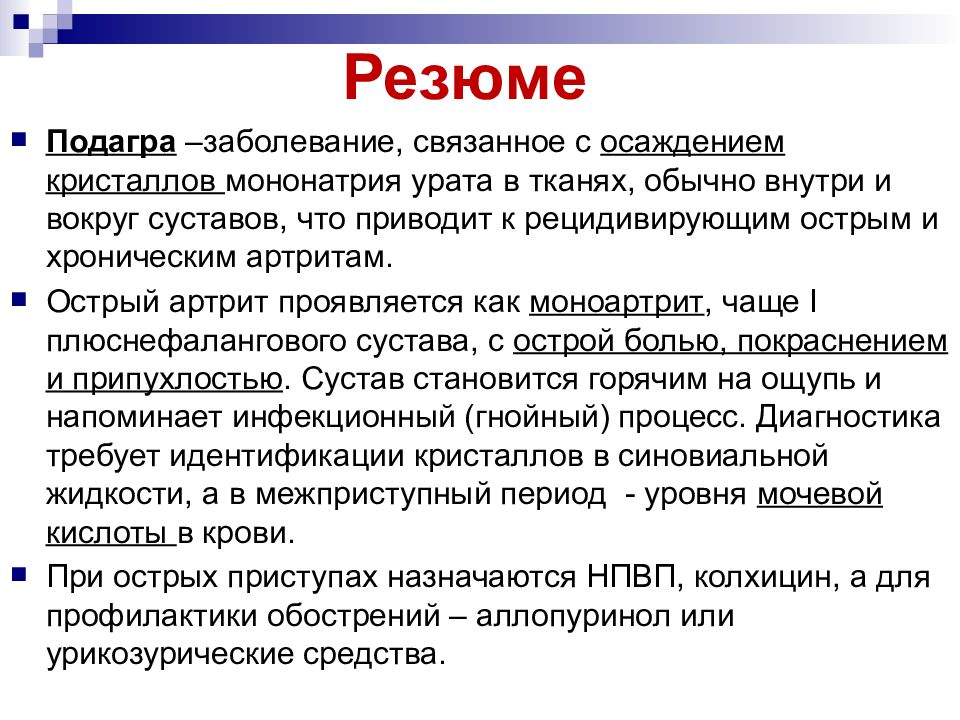 Резюме
Подагра –заболевание, связанное с осаждением
кристаллов мононатрия урата в тканях, обычно внутри и
вокруг суставов, что приводит к рецидивирующим острым и
хроническим артритам.
Острый артрит проявляется как моноартрит, чаще I
плюснефалангового сустава, с острой болью, покраснением
и припухлостью. Сустав становится горячим на ощупь и
напоминает инфекционный (гнойный) процесс. Диагностика
требует идентификации кристаллов в синовиальной
жидкости, а в межприступный период  - уровня мочевой
кислоты в крови.
При острых приступах назначаются НПВП, колхицин, а для
профилактики обострений – аллопуринол или
урикозурические средства.